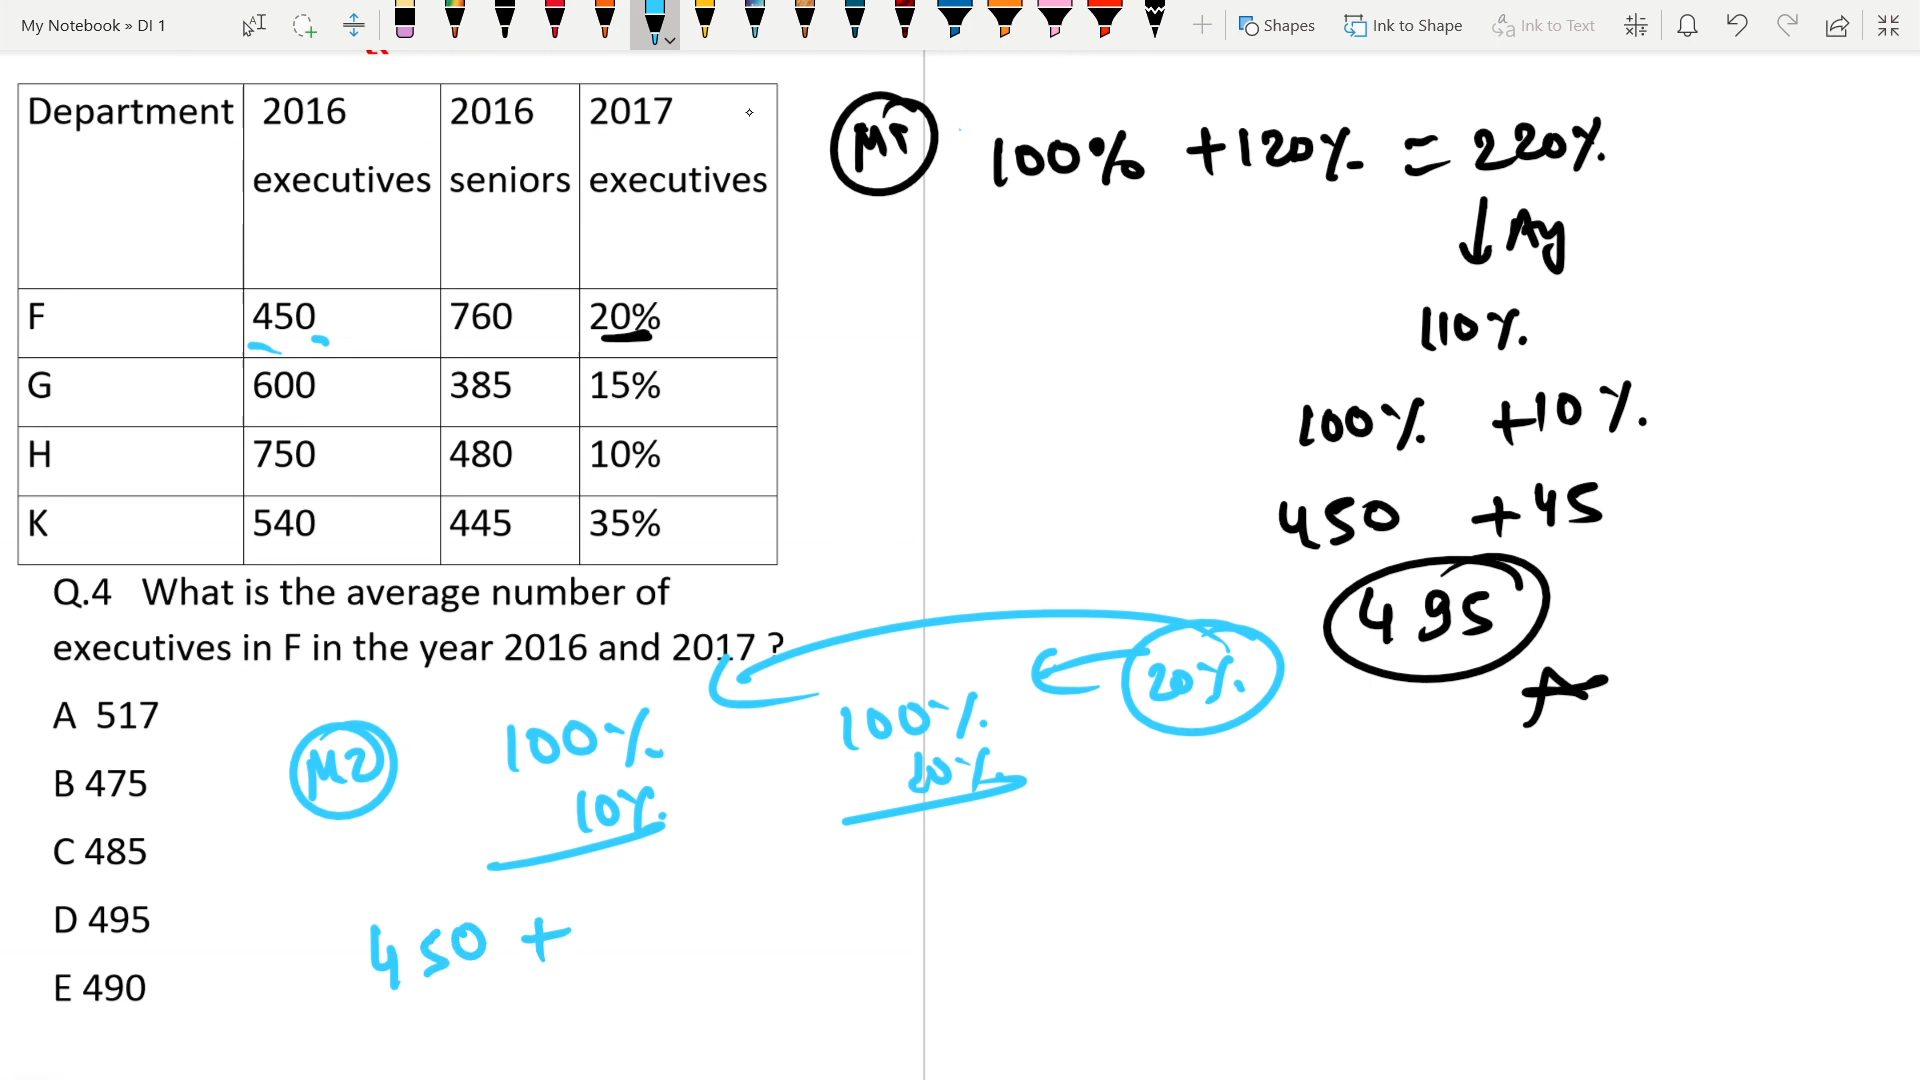 My Notebook » DI 1
Shapes
Ink to Shape
Ink to Text
Department 2016 executives 2016 seniors 2017 executives
F 450 760 20%
G 600 385 15%
H 750 480 10%
K 540 445 35%
Q.4 What is the average number of
executives in F in the year 2016 and 2017 ?
A 517
B 475
C 485
D 495
E 490
M1
100% +120% = 220%
↓ Avg
110%
100% +10%
450 +45
495
M2
100% 100% 20%
10% 10%
450 +